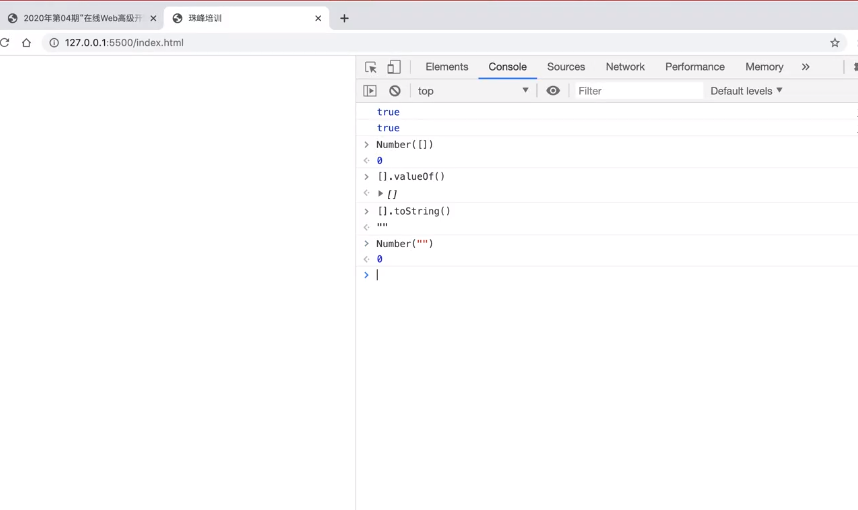 2020年第04期"在线Web高级开
珠峰培训
127.0.0.1:5500/index.html
Elements Console Sources Network Performance Memory »
top Filter Default levels
true
true
Number([])
0
[].valueOf()
[]
[].toString()
""
Number("")
0